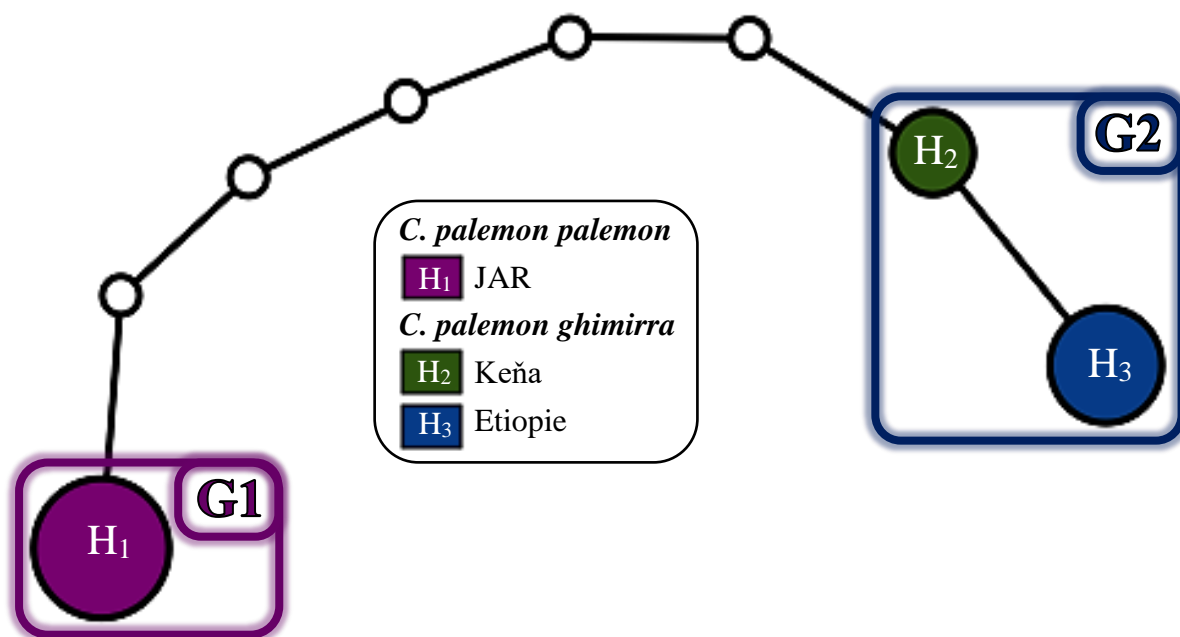 G2
H₂
C. palemon palemon
H₁ JAR
C. palemon ghimirra
H₂ Keňa
H₃ Etiopie
H₃
G1
H₁